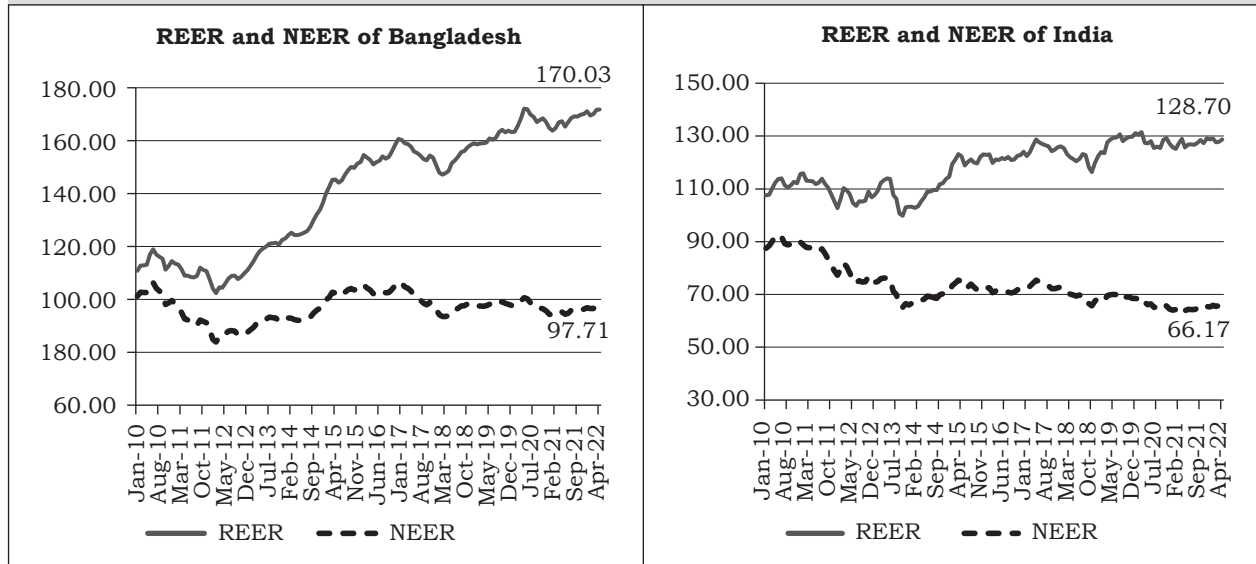 REER and NEER of Bangladesh
170.03
180.00
160.00
140.00
120.00
100.00
180.00
60.00
97.71
Jan-10
Aug-10
Mar-11
Oct-11
May-12
Dec-12
Jul-13
Feb-14
Sep-14
Apr-15
Nov-15
Jun-16
Jan-17
Aug-17
Mar-18
Oct-18
May-19
Dec-19
Jul-20
Feb-21
Sep-21
Apr-22
REER NEER
REER and NEER of India
150.00
128.70
130.00
110.00
90.00
70.00
66.17
50.00
30.00
Jan-10
Aug-10
Mar-11
Oct-11
May-12
Dec-12
Jul-13
Feb-14
Sep-14
Apr-15
Nov-15
Jun-16
Jan-17
Aug-17
Mar-18
Oct-18
May-19
Dec-19
Jul-20
Feb-21
Sep-21
Apr-22
REER NEER